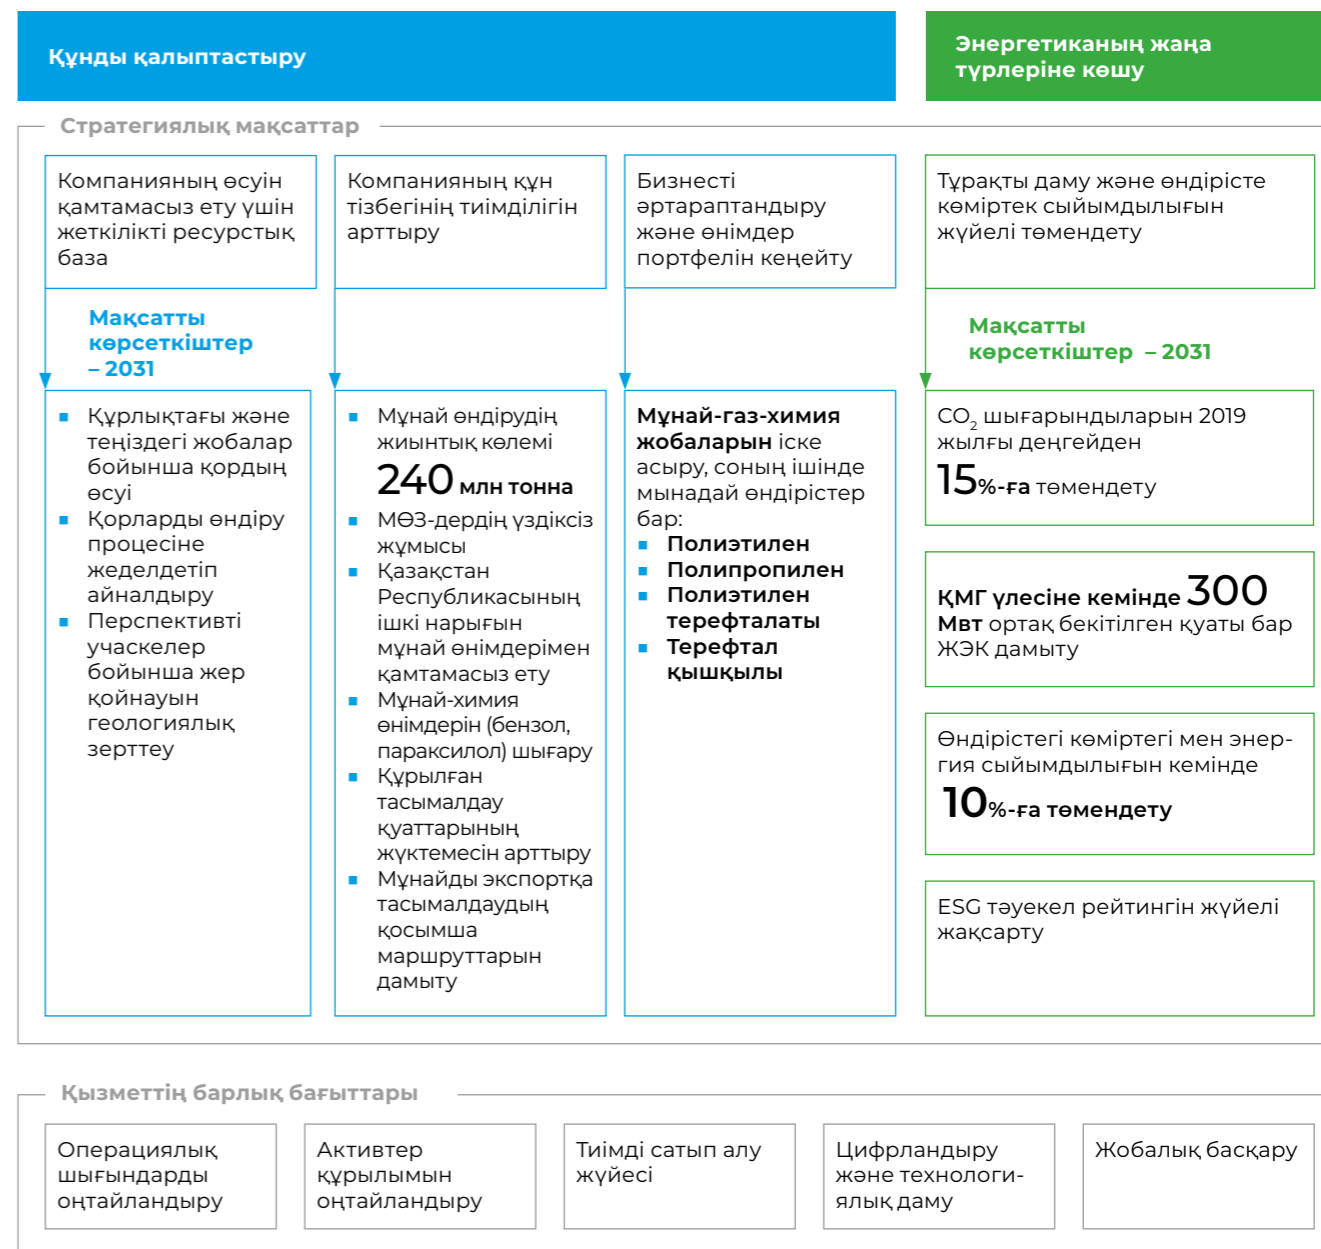 Құнды қалыптастыру
Энергетиканың жаңа
түрлеріне көшу
Стратегиялық мақсаттар
Компанияның өсуін
қамтамасыз ету үшін
жеткілікті ресурстық
база
Компанияның құн
тізбегінің тиімділігін
арттыру
Бизнесті
әртараптандыру
және өнімдер
портфелін кеңейту
Тұрақты даму және өндірісте
көміртек сыйымдылығын
жүйелі төмендету
Мақсатты
көрсеткіштер
– 2031
Мақсатты
көрсеткіштер – 2031
Құрлықтағы және
теңіздегі жобалар
бойынша қордың
өсуі
Қорларды өндіру
процесіне
жеделдетіп
айналдыру
Перспективті
учаскелер
бойынша жер
қойнауын
геологиялық
зерттеу
Мұнай өндірудің
жиынтық көлемі
240 млн тонна
МӨЗ-дердің үздіксіз
жұмысы
Қазақстан
Республикасының
ішкі нарығын
мұнай өнімдерімен
қамтамасыз ету
Мұнай-химия
өнімдерін (бензол,
параксилол) шығару
Құрылған
тасымалдау
қуаттарының
жүктемесін арттыру
Мұнайды экспортқа
тасымалдаудың
қосымша
маршруттарын
дамыту
Мұнай-газ-химия
жобаларын іске
асыру, соның ішінде
мынадай өндірістер
бар:
Полиэтилен
Полипропилен
Полиэтилен
терефталаты
Терефтал
қышқылы
CO₂ шығарындыларын 2019
жылғы деңгейден
15%-ға төмендету
ҚМГ үлесіне кемінде 300
Мвт ортақ бекітілген қуаты бар
ЖЭК дамыту
Өндірістегі көміртегі мен энер-
гия сыйымдылығын кемінде
10%-ға төмендету
ESG тәуекел рейтингін жүйелі
жақсарту
Қызметтің барлық бағыттары
Операциялық
шығындарды
оңтайландыру
Активтер
құрылымын
оңтайландыру
Тиімді сатып алу
жүйесі
Цифрландыру
және технологи-
ялық даму
Жобалық басқару